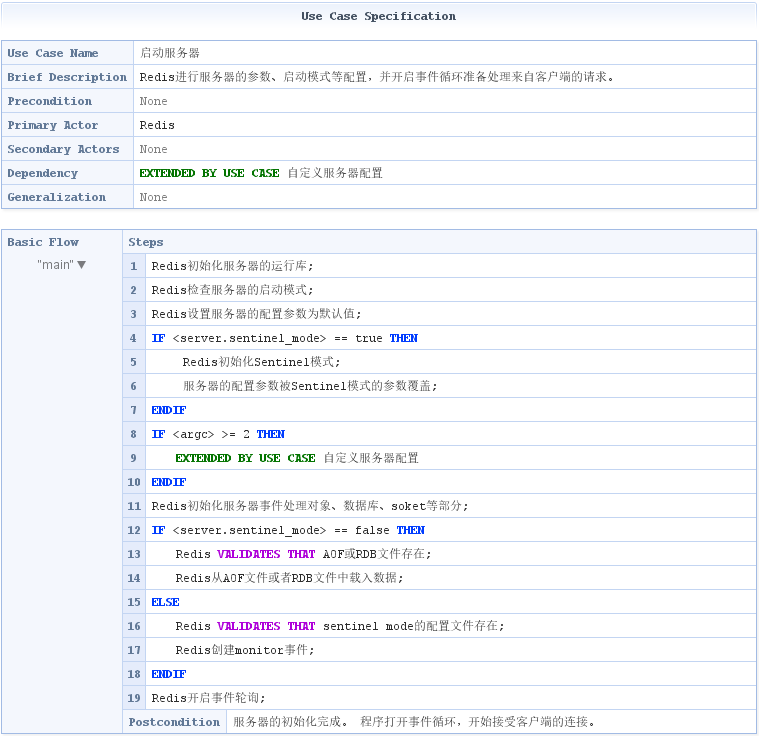 Use Case Specification
Use Case Name 启动服务器
Brief Description Redis进行服务器的参数、启动模式等配置，并开启事件循环准备处理来自客户端的请求。
Precondition None
Primary Actor Redis
Secondary Actors None
Dependency EXTENDED BY USE CASE 自定义服务器配置
Generalization None
Basic Flow Steps
"main" ▼
1 Redis初始化服务器的运行库;
2 Redis检查服务器的启动模式;
3 Redis设置服务器的配置参数为默认值;
4 IF <server.sentinel_mode> == true THEN
5 Redis初始化Sentinel模式;
6 服务器的配置参数被Sentinel模式的参数覆盖;
7 ENDIF
8 IF <argc> >= 2 THEN
9 EXTENDED BY USE CASE 自定义服务器配置
10 ENDIF
11 Redis初始化服务器事件处理对象、数据库、soket等部分;
12 IF <server.sentinel_mode> == false THEN
13 Redis VALIDATES THAT AOF或RDB文件存在;
14 Redis从AOF文件或者RDB文件中载入数据;
15 ELSE
16 Redis VALIDATES THAT sentinel mode的配置文件存在;
17 Redis创建monitor事件;
18 ENDIF
19 Redis开启事件轮询;
Postcondition 服务器的初始化完成。 程序打开事件循环，开始接受客户端的连接。